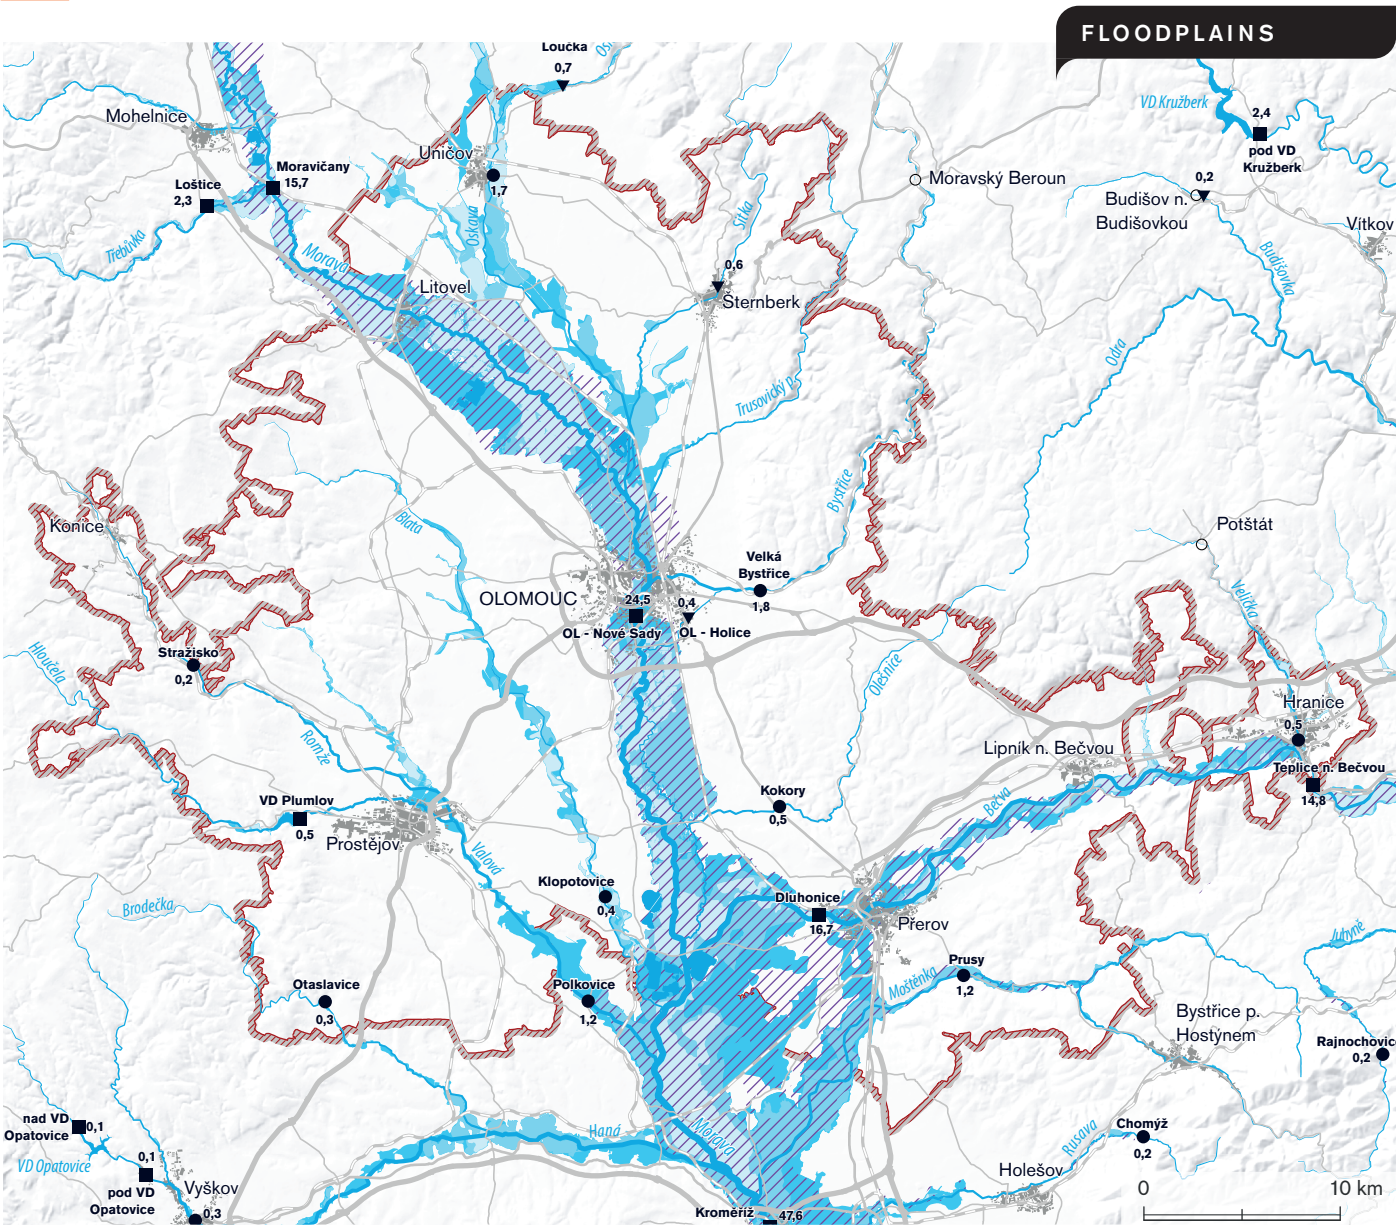 FLOODPLAINS
Loučka
0,7
Mohelnice
VD Kružberk
2,4
pod VD
Kružberk
Uničov
1,7
Moravičany
15,7
Loštice
2,3
Moravský Beroun
0,2
Budišov n.
Budišovkou
Vítkov
Třebůvka
Morava
Oskava
Sitka
Budišovka
0,6
Šternberk
Litovel
Odra
Trusovický p.
Bystřice
Blata
Konice
Potštát
Velká
Bystřice
1,8
OLOMOUC
24,5
OL - Nové Sady
0,4
OL - Holice
Velička
Stražisko
0,2
Hloučela
Olešnice
Romže
Hranice
0,5
Lipník n. Bečvou
Teplice n. Bečvou
14,8
Bečva
Kokory
0,5
VD Plumlov
0,5
Prostějov
Valová
Klopotovice
0,4
Dluhonice
16,7
Přerov
Brodečka
Juhyně
Prusy
1,2
Moštěnka
Otaslavice
0,3
Polkovice
1,2
Bystřice p.
Hostýnem
Rajnochovice
0,2
nad VD
Opatovice
0,1
VD Opatovice
0,1
pod VD
Opatovice
Vyškov
0,3
Haná
Morava
Rusava
Chomýž
0,2
Holešov
Kroměříž
47,6
0
10 km